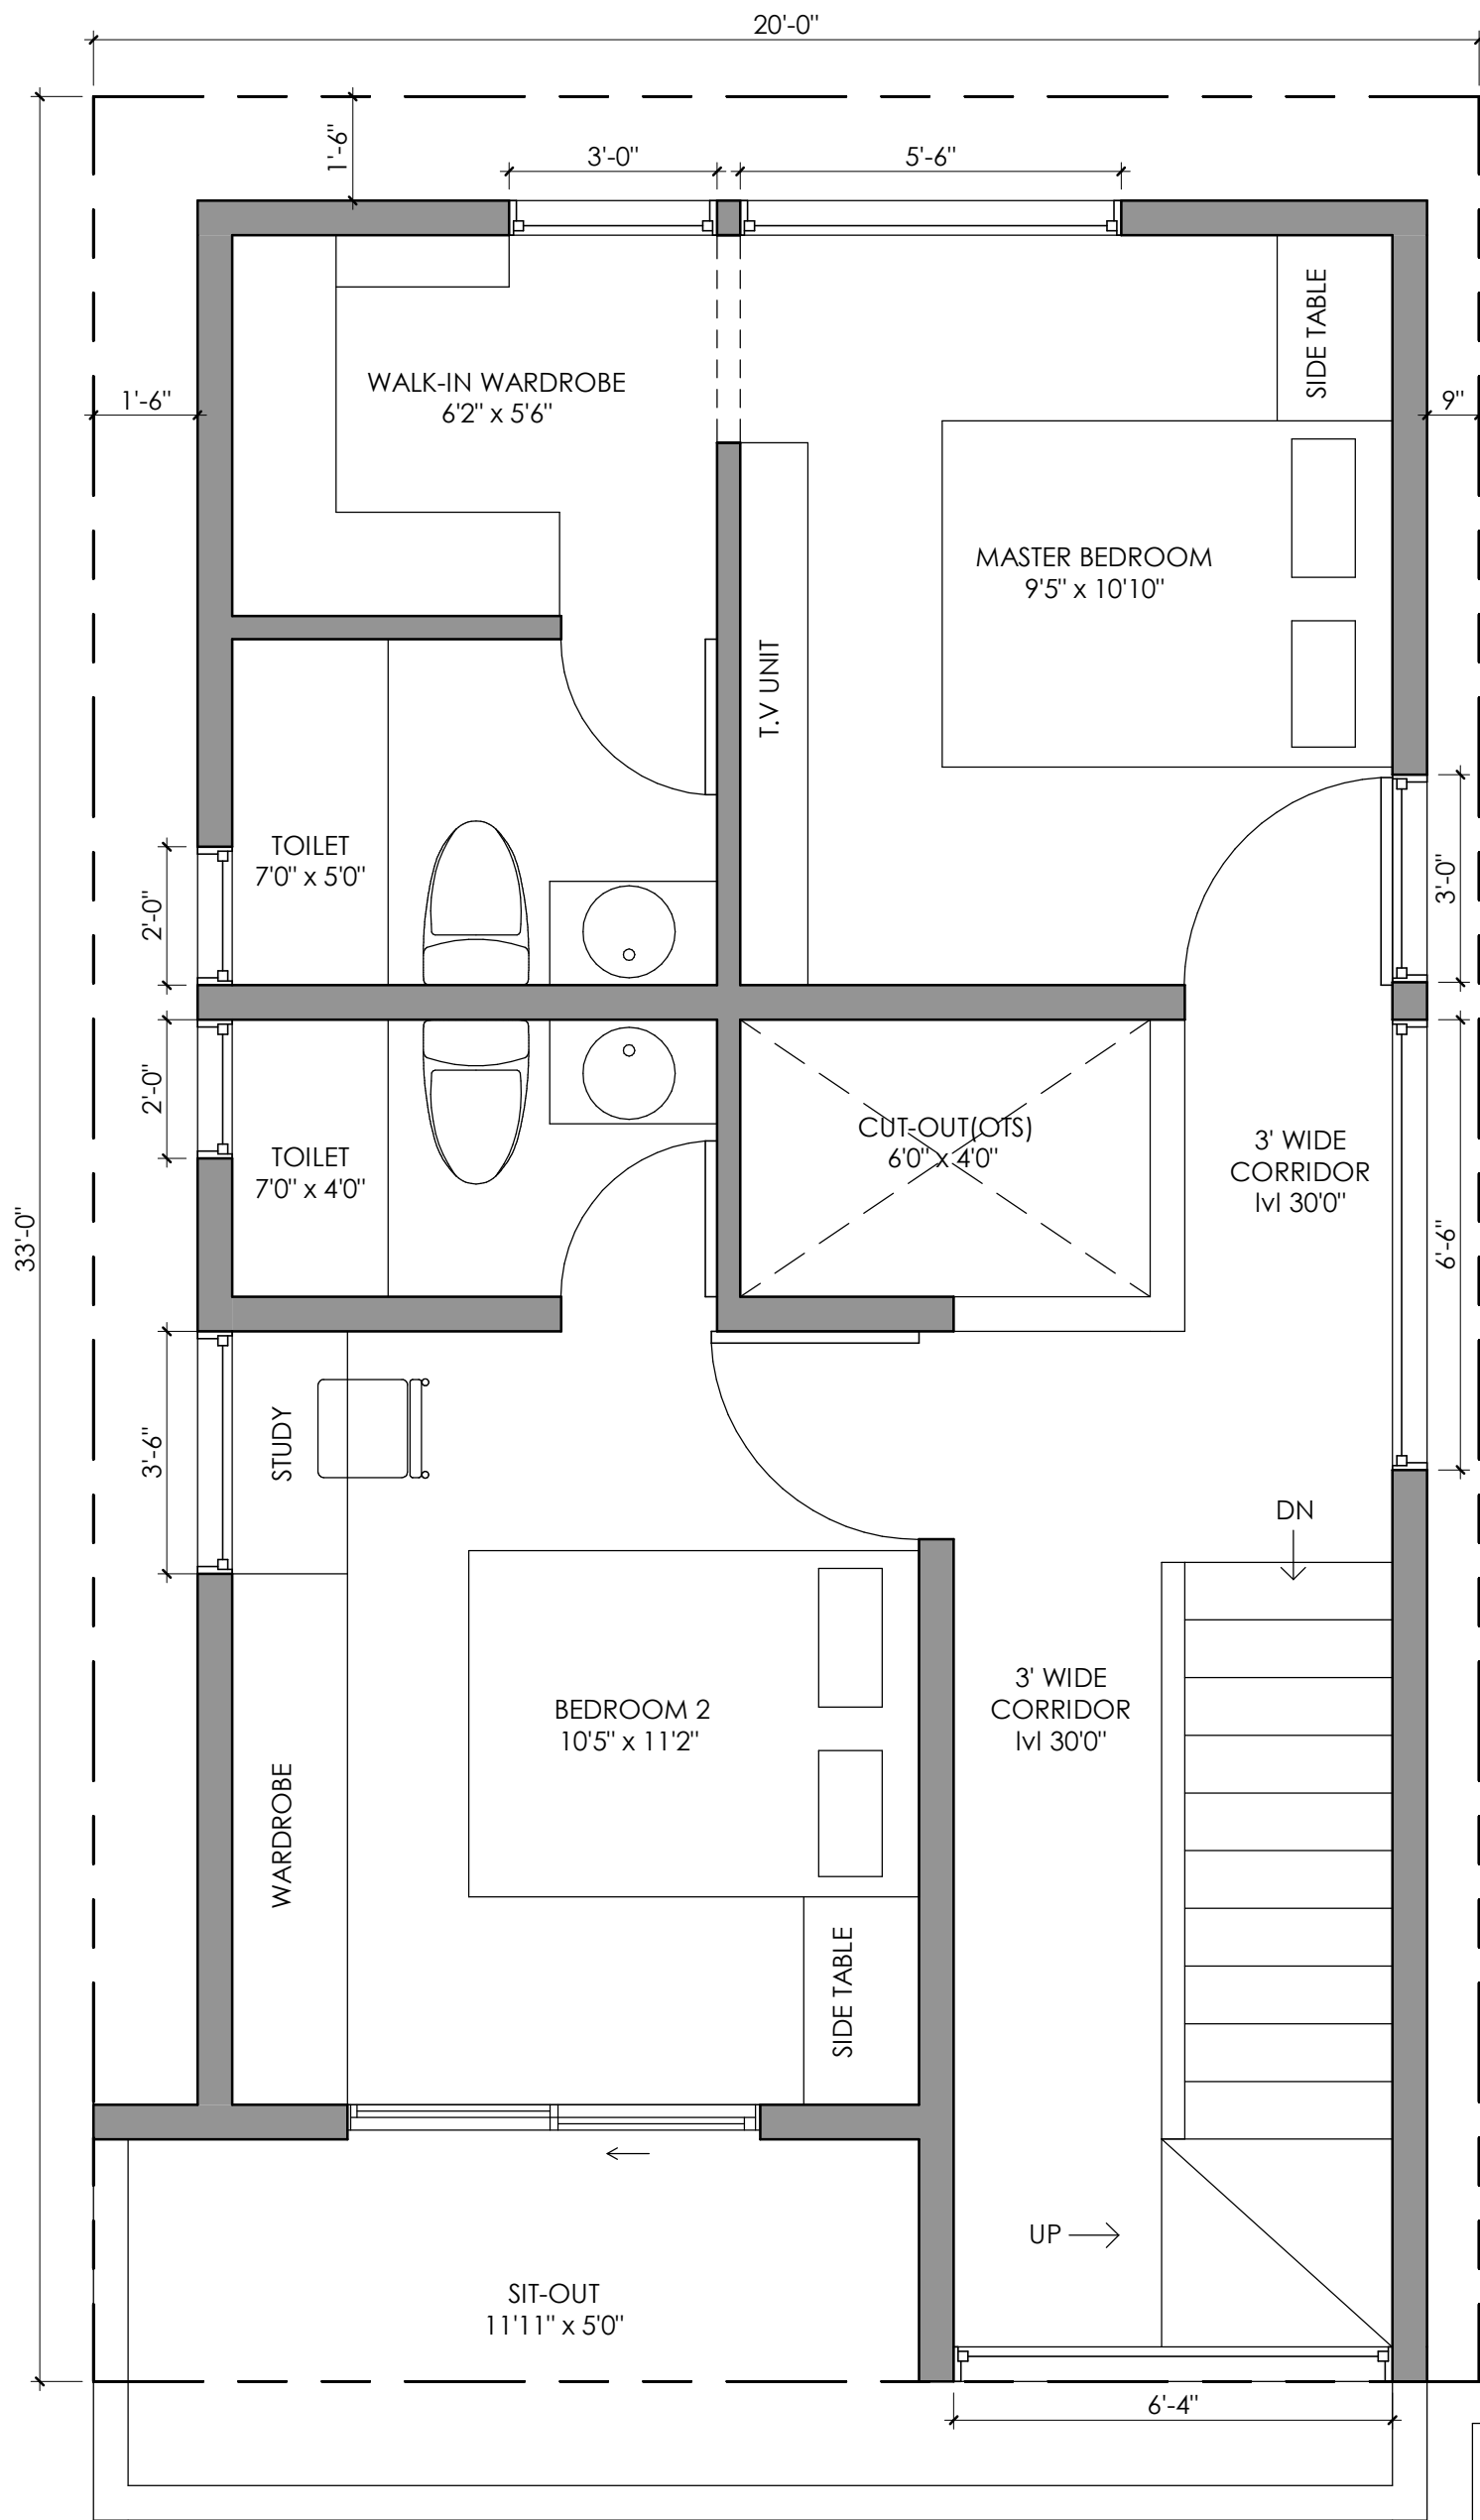 20'-0"
1'-6"
3'-0"
5'-6"
SIDE TABLE
WALK-IN WARDROBE
6'2" x 5'6"
1'-6"
9"
MASTER BEDROOM
9'5" x 10'10"
T.V UNIT
TOILET
7'0" x 5'0"
2'-0"
3'-0"
2'-0"
TOILET
7'0" x 4'0"
CUT-OUT(OTS)
6'0" x 4'0"
3' WIDE
CORRIDOR
lvl 30'0"
33'-0"
6'-6"
3'-6"
STUDY
DN
BEDROOM 2
10'5" x 11'2"
3' WIDE
CORRIDOR
lvl 30'0"
WARDROBE
SIDE TABLE
UP
SIT-OUT
11'11" x 5'0"
6'-4"